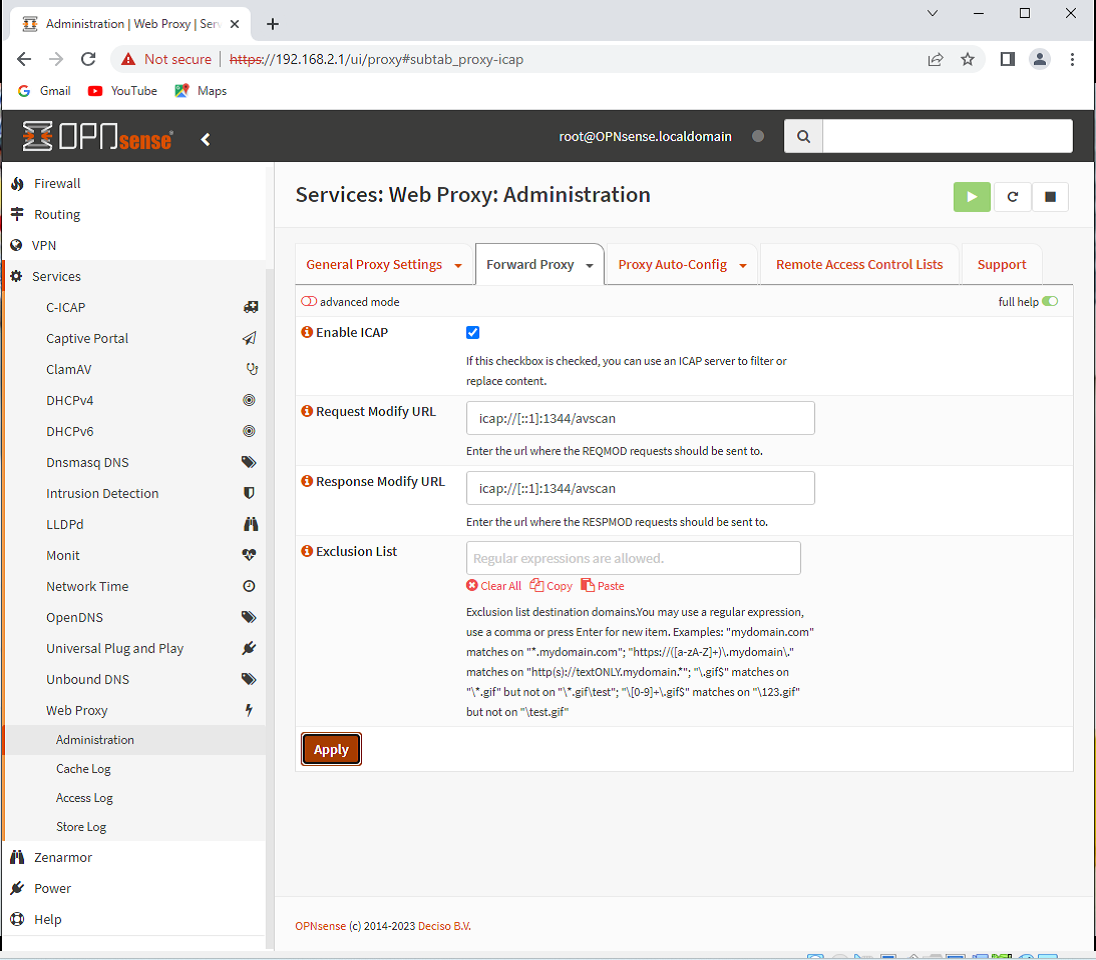 Administration | Web Proxy | Serv
Not secure
https://192.168.2.1/ui/proxy#subtab_proxy-icap
Gmail
YouTube
Maps
OPNsense
root@OPNsense.localdomain
Firewall
Routing
VPN
Services
C-ICAP
Captive Portal
ClamAV
DHCPv4
DHCPv6
Dnsmasq DNS
Intrusion Detection
LLDPd
Monit
Network Time
OpenDNS
Universal Plug and Play
Unbound DNS
Web Proxy
Administration
Cache Log
Access Log
Store Log
Zenarmor
Power
Help
Services: Web Proxy: Administration
General Proxy Settings
Forward Proxy
Proxy Auto-Config
Remote Access Control Lists
Support
advanced mode
full help
Enable ICAP
If this checkbox is checked, you can use an ICAP server to filter or
replace content.
Request Modify URL
icap://[::1]:1344/avscan
Enter the url where the REQMOD requests should be sent to.
Response Modify URL
icap://[::1]:1344/avscan
Enter the url where the RESPMOD requests should be sent to.
Exclusion List
Regular expressions are allowed.
Clear All Copy Paste
Exclusion list destination domains.You may use a regular expression,
use a comma or press Enter for new item. Examples: "mydomain.com"
matches on "*.mydomain.com"; "https://([a-zA-Z]+)\.mydomain\."
matches on "http(s)://textONLY.mydomain.*"; "\.gif$" matches on
"\*.gif" but not on "\*.gif\test"; "\[0-9]+\.gif$" matches on "\123.gif"
but not on "\test.gif"
Apply
OPNsense (c) 2014-2023 Deciso B.V.